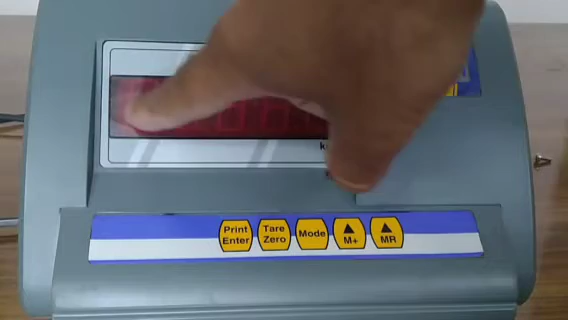 Print
Enter
Tare
Zero
Mode
M+
MR